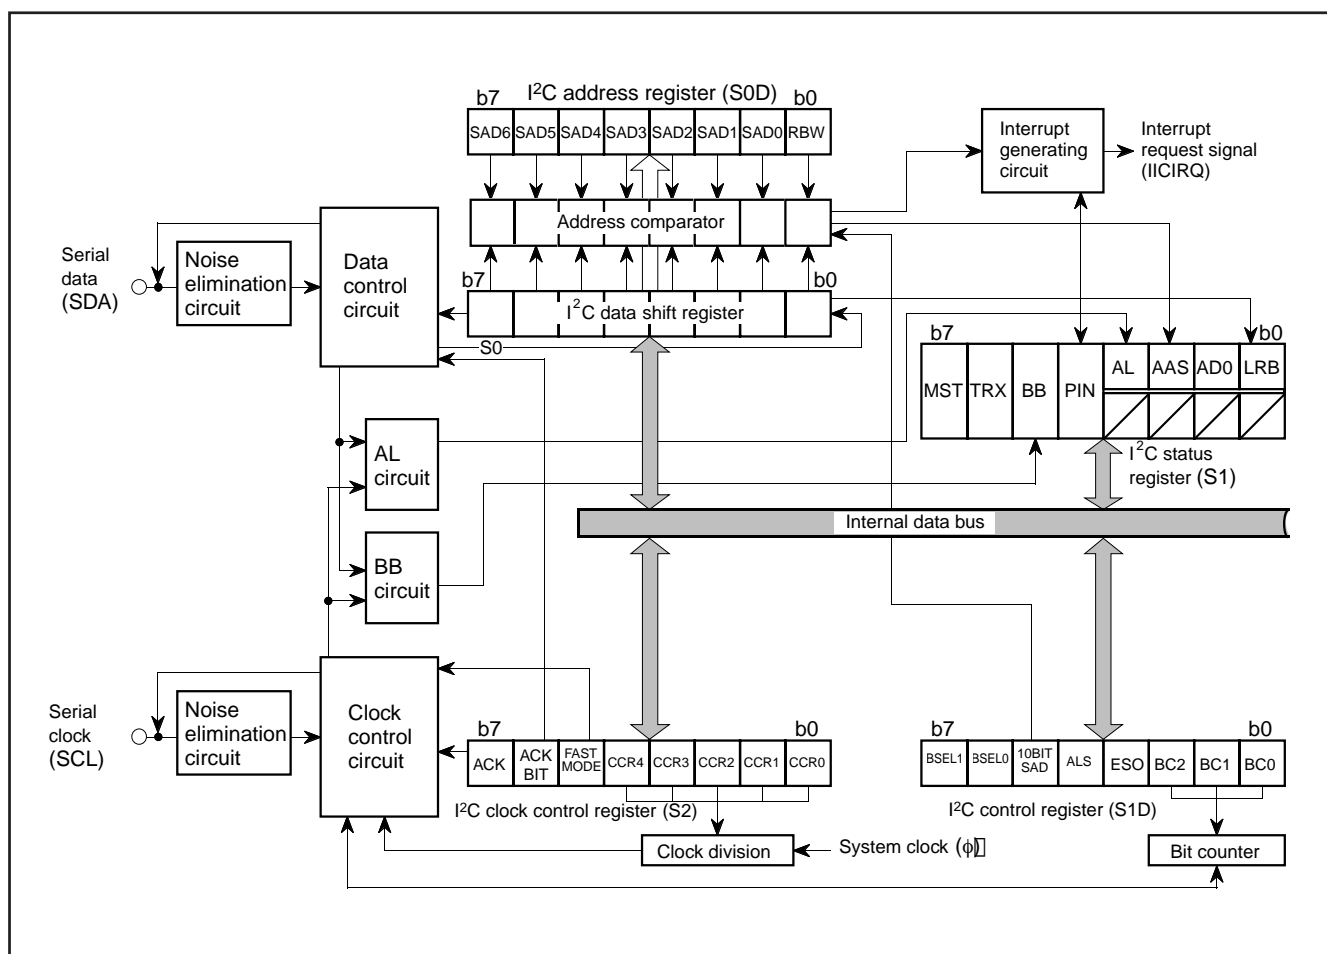 I²C address register (S0D)
b7
b0
SAD6 SAD5 SAD4 SAD3 SAD2 SAD1 SAD0 RBW
Interrupt
generating
circuit
Interrupt
request signal
(IICIRQ)
Address comparator
Serial
data
(SDA)
Noise
elimination
circuit
Data
control
circuit
b7
b0
I²C data shift register
S0
b7
b0
MST TRX BB PIN AL AAS AD0 LRB
I²C status
register (S1)
AL
circuit
Internal data bus
BB
circuit
Serial
clock
(SCL)
Noise
elimination
circuit
Clock
control
circuit
b7
b0
ACK
ACK
BIT
FAST
MODE
CCR4 CCR3 CCR2 CCR1 CCR0
I²C clock control register (S2)
b7
b0
BSEL1 BSEL0
10BIT
SAD
ALS ESO BC2 BC1 BC0
I²C control register (S1D)
Clock division
System clock (ϕ)
Bit counter